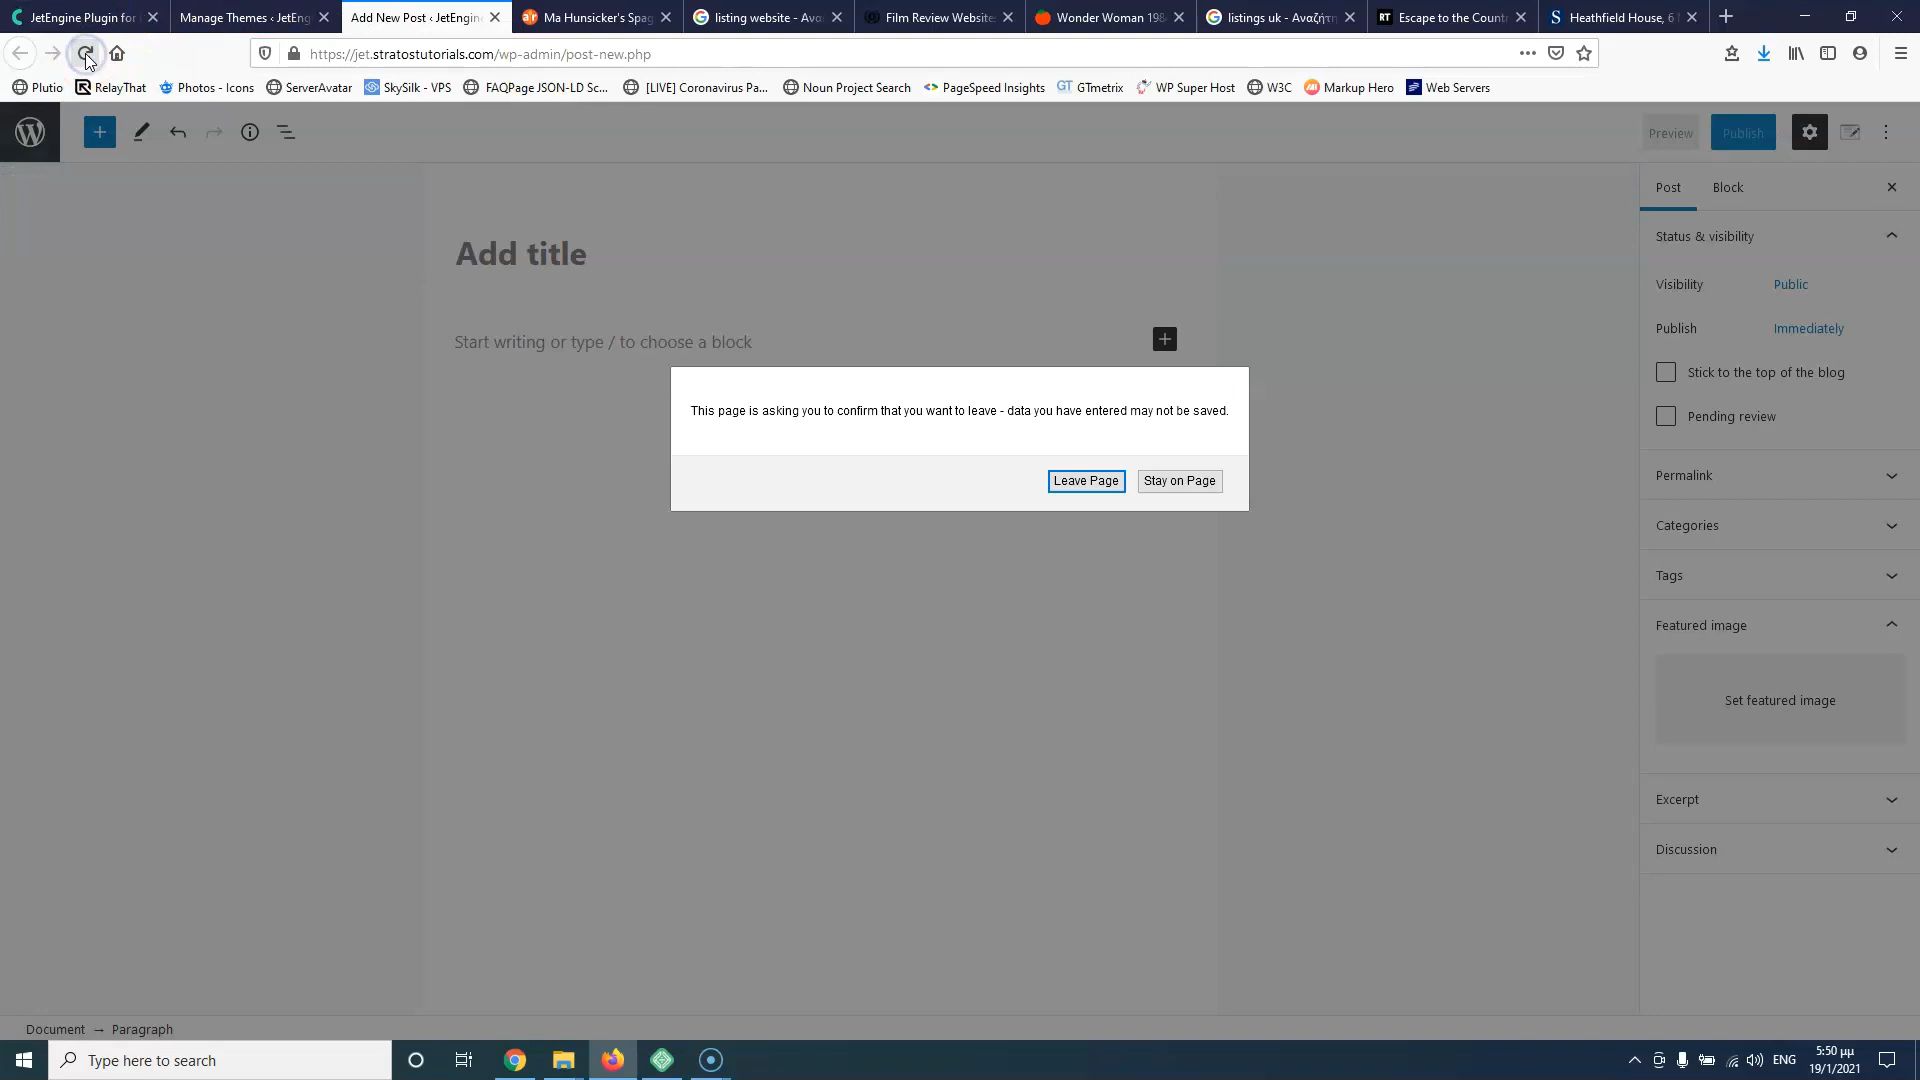 JetEngine Plugin for
Manage Themes ‹ JetEng
Add New Post ‹ JetEngine
Ma Hunsicker's Spag
listing website - Ανα
Film Review Website
Wonder Woman 198
listings uk - Αναζήτη
RT Escape to the Count
S Heathfield House, 6
https://jet.stratostutorials.com/wp-admin/post-new.php
Plutio
RelayThat
Photos - Icons
ServerAvatar
SkySilk - VPS
FAQPage JSON-LD Sc...
[LIVE] Coronavirus Pa...
Noun Project Search
PageSpeed Insights
GT GTmetrix
WP Super Host
W3C
Markup Hero
Web Servers
Preview
Publish
Add title
Start writing or type / to choose a block
Post
Block
Status & visibility
Visibility
Public
Publish
Immediately
Stick to the top of the blog
Pending review
Permalink
Categories
Tags
Featured image
Set featured image
Excerpt
Discussion
This page is asking you to confirm that you want to leave - data you have entered may not be saved.
Leave Page
Stay on Page
Document → Paragraph
Type here to search
ENG
5:50 μμ
19/1/2021